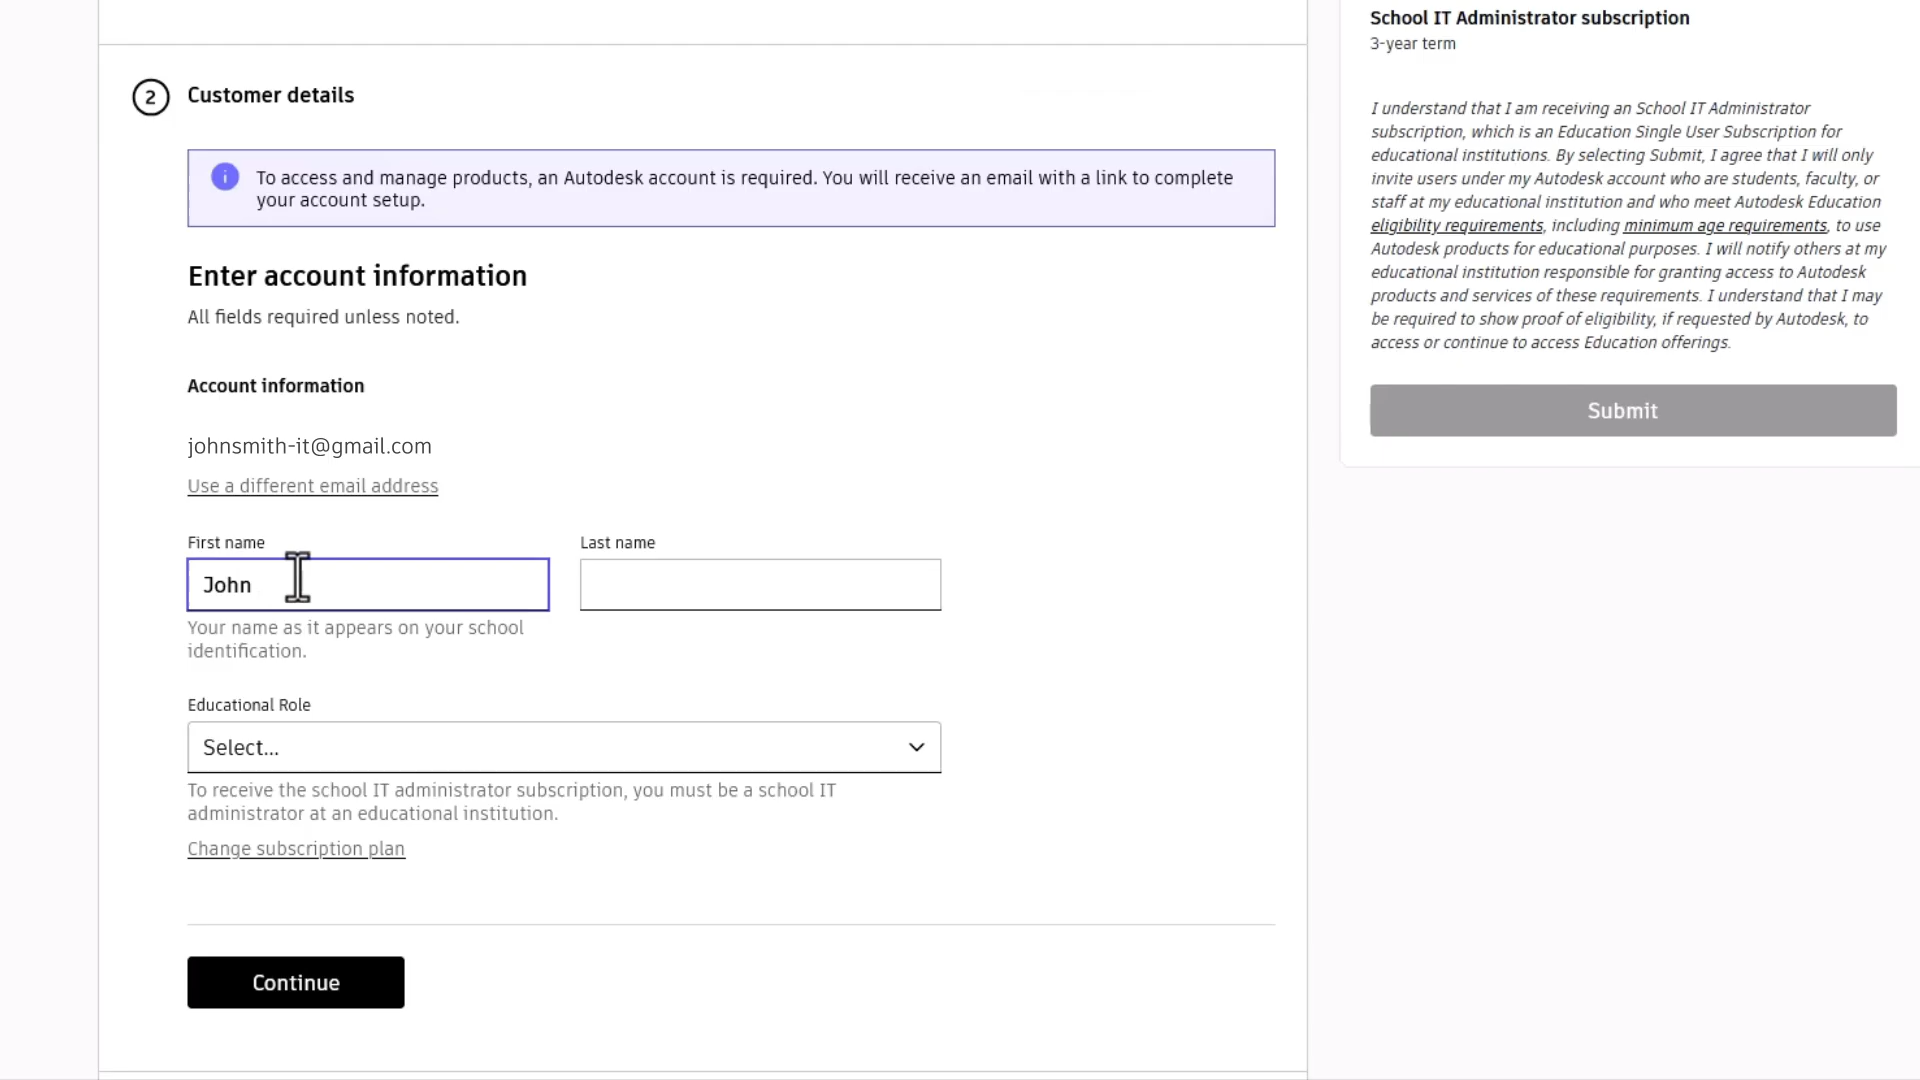 2
Customer details
To access and manage products, an Autodesk account is required. You will receive an email with a link to complete
your account setup.
Enter account information
All fields required unless noted.
Account information
johnsmith-it@gmail.com
Use a different email address
First name
Last name
John
Your name as it appears on your school
identification.
Educational Role
Select...
To receive the school IT administrator subscription, you must be a school IT
administrator at an educational institution.
Change subscription plan
Continue
School IT Administrator subscription
3-year term
I understand that I am receiving an School IT Administrator
subscription, which is an Education Single User Subscription for
educational institutions. By selecting Submit, I agree that I will only
invite users under my Autodesk account who are students, faculty, or
staff at my educational institution and who meet Autodesk Education
eligibility requirements, including minimum age requirements, to use
Autodesk products for educational purposes. I will notify others at my
educational institution responsible for granting access to Autodesk
products and services of these requirements. I understand that I may
be required to show proof of eligibility, if requested by Autodesk, to
access or continue to access Education offerings.
Submit